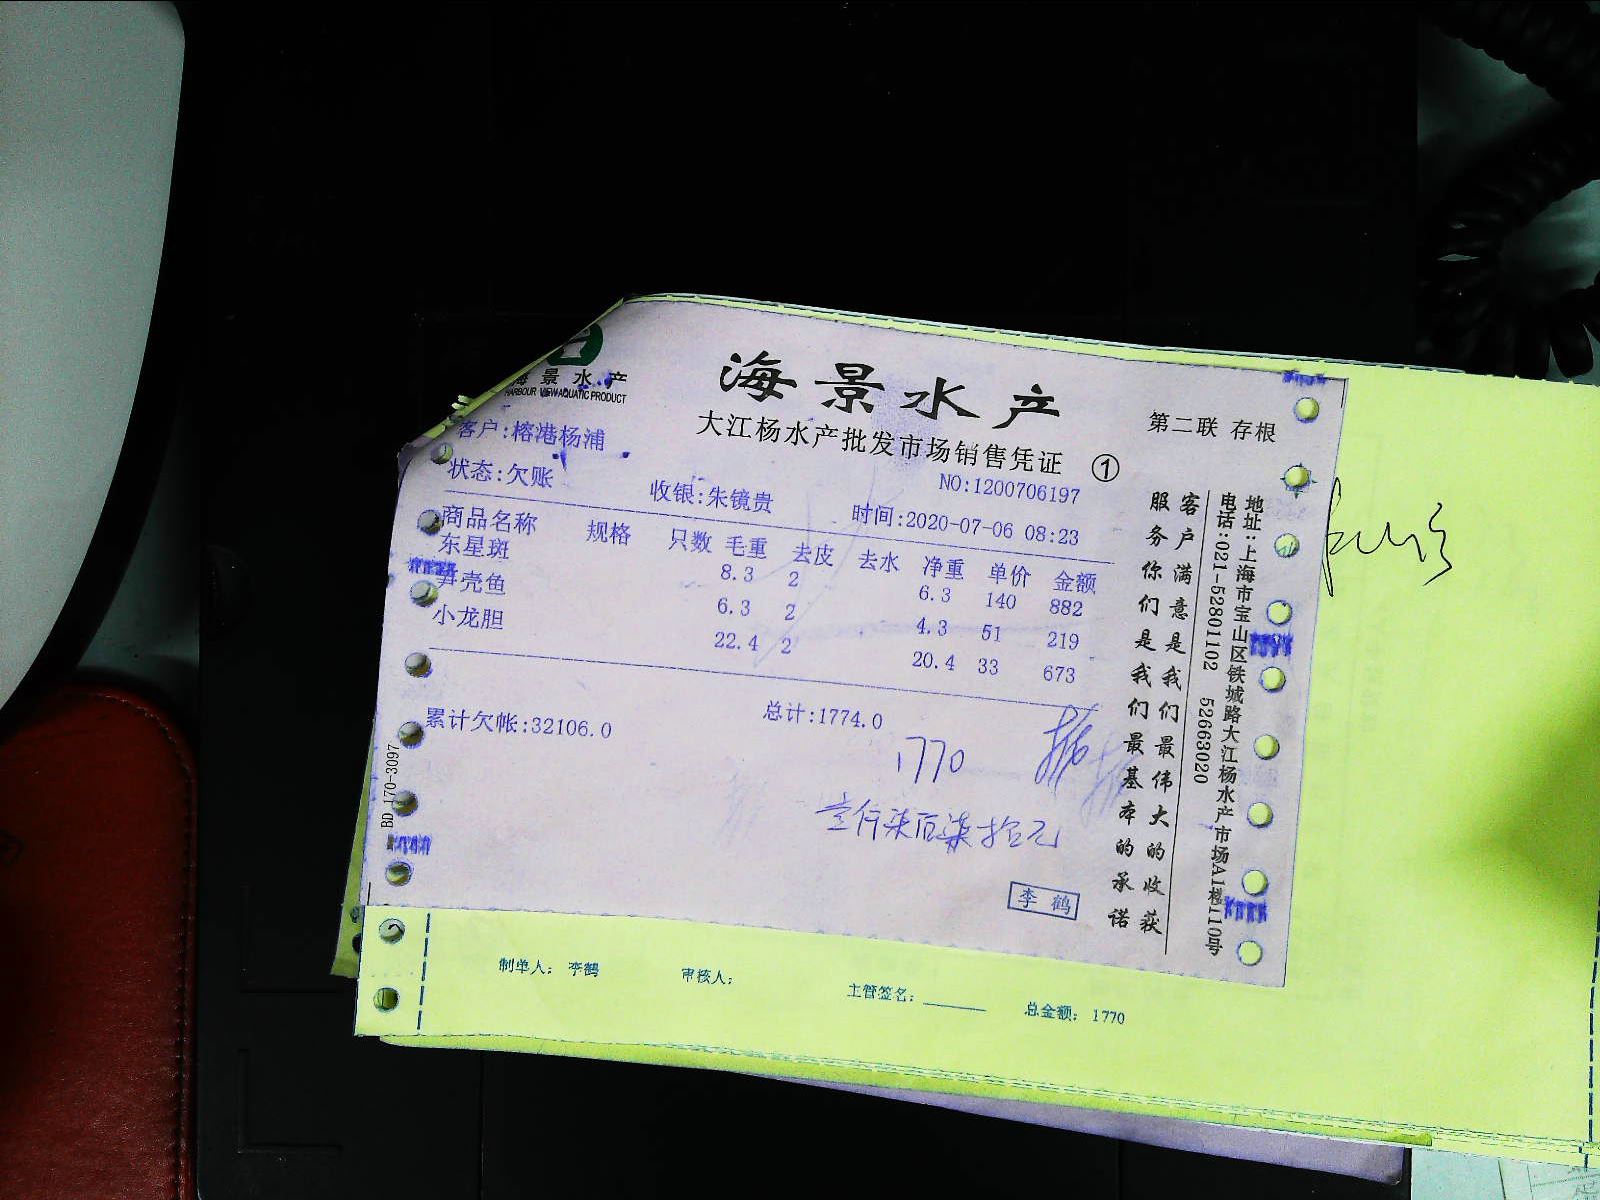 海景水产
HARBOUR VIEW AQUATIC PRODUCT
海景水产
大江杨水产批发市场销售凭证 ①
第二联 存根
NO:1200706197
客户:榕港杨浦
状态:欠账
收银:朱镜贵
时间:2020-07-06 08:23
商品名称 规格 只数 毛重 去皮 去水 净重 单价 金额
东星斑 8.3 2 6.3 140 882
笋壳鱼 6.3 2 4.3 51 219
小龙胆 22.4 2 20.4 33 673
累计欠帐:32106.0
总计:1774.0
1770
壹仟柒佰柒拾元
李鹤
客户满意是我们最伟大的收获
服务你们是我们最基本的承诺
地址:上海市宝山区铁城路大江杨水产市场A1楼110号
电话:021-52801102 52663020
BD 170-3097
制单人: 李鹤
审核人:
主管签名:
总金额: 1770